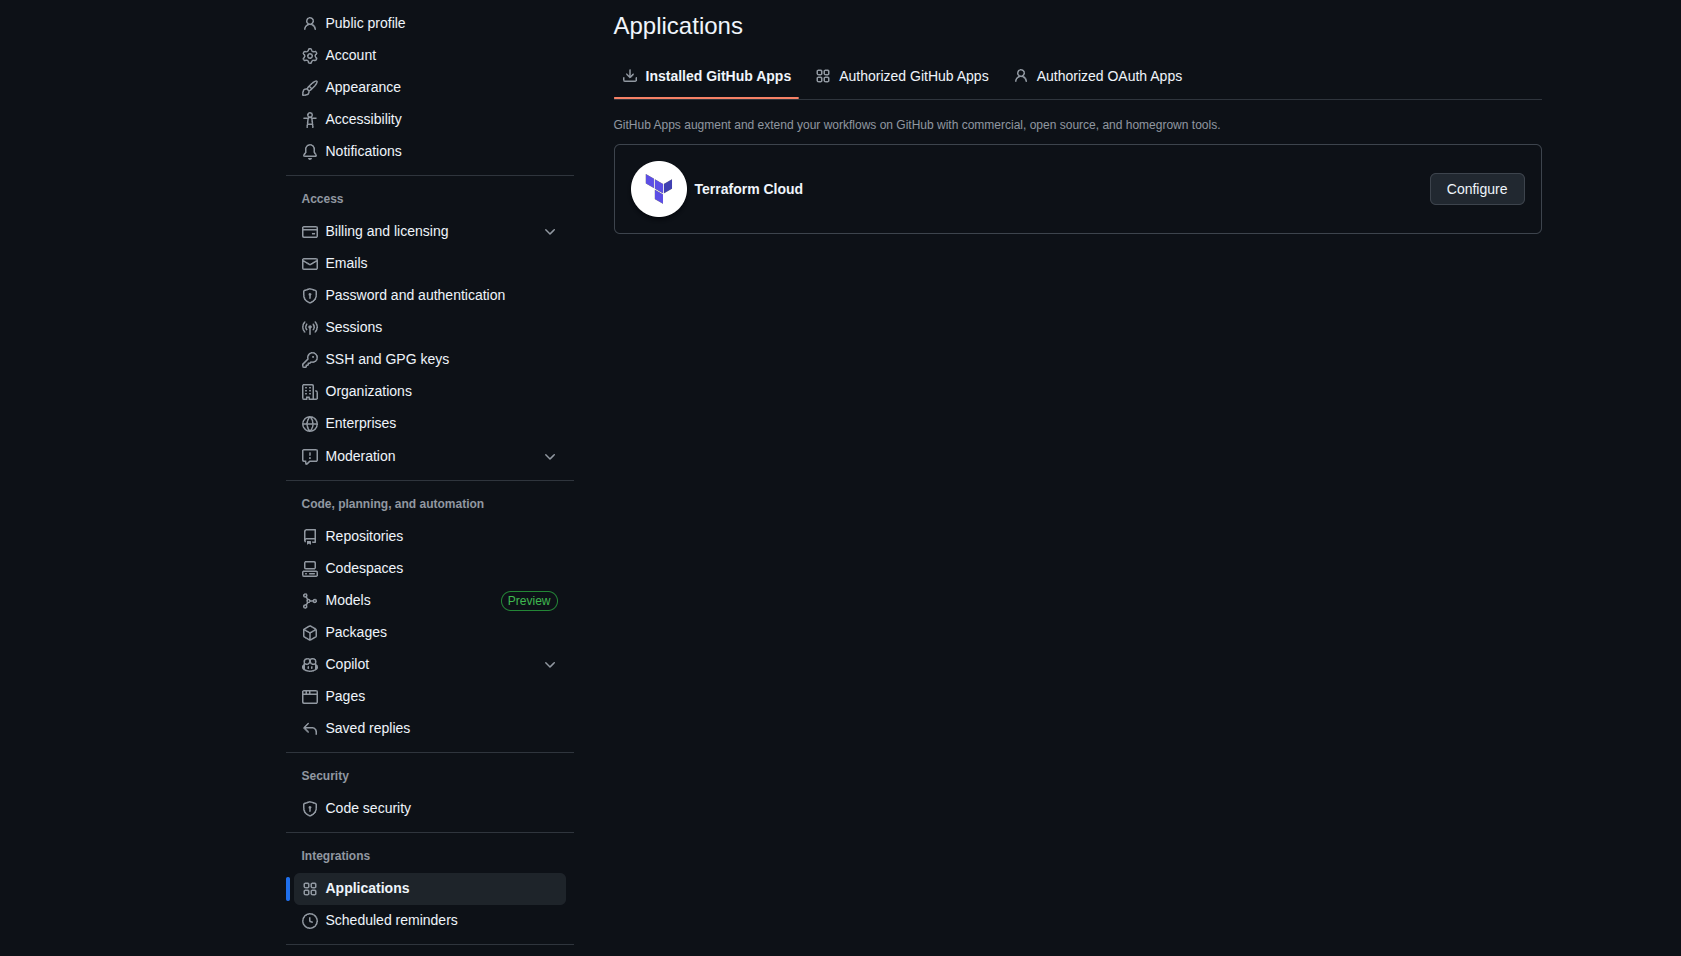 Public profile
Account
Appearance
Accessibility
Notifications
Access
Billing and licensing
Emails
Password and authentication
Sessions
SSH and GPG keys
Organizations
Enterprises
Moderation
Code, planning, and automation
Repositories
Codespaces
Models Preview
Packages
Copilot
Pages
Saved replies
Security
Code security
Integrations
Applications
Scheduled reminders
Applications
Installed GitHub Apps Authorized GitHub Apps Authorized OAuth Apps
GitHub Apps augment and extend your workflows on GitHub with commercial, open source, and homegrown tools.
Terraform Cloud Configure